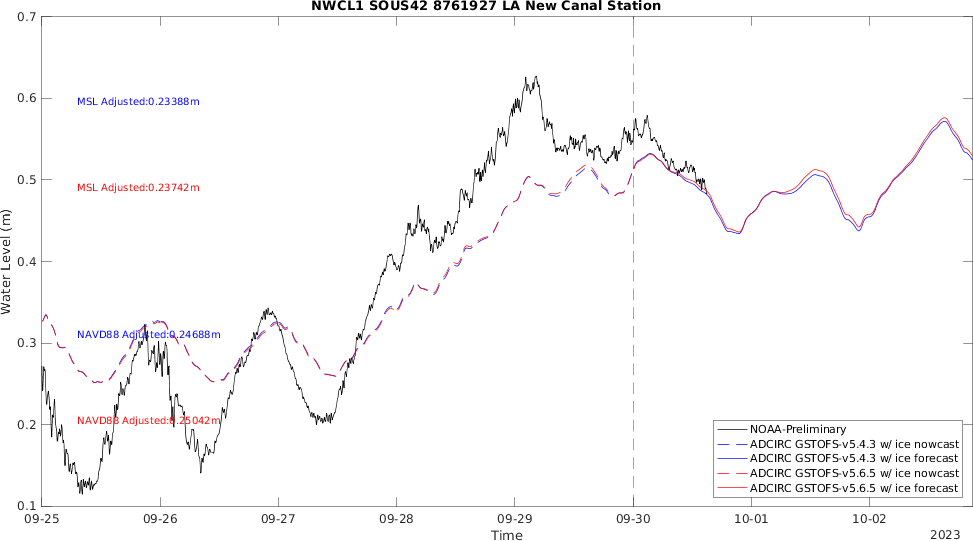 NWCL1 SOUS42 8761927 LA New Canal Station
0.7
0.6
0.5
0.4
0.3
0.2
0.1
Water Level (m)
MSL Adjusted:0.23388m
MSL Adjusted:0.23742m
NAVD88 Adjusted:0.24688m
NAVD88 Adjusted:0.25042m
NOAA-Preliminary
ADCIRC GSTOFS-v5.4.3 w/ ice nowcast
ADCIRC GSTOFS-v5.4.3 w/ ice forecast
ADCIRC GSTOFS-v5.6.5 w/ ice nowcast
ADCIRC GSTOFS-v5.6.5 w/ ice forecast
09-25 09-26 09-27 09-28 09-29 09-30 10-01 10-02
Time
2023